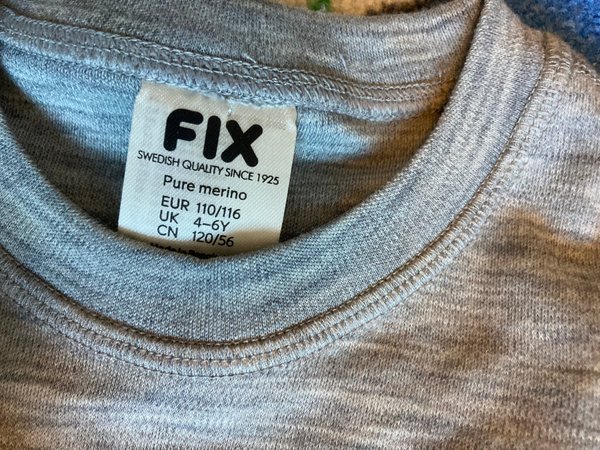 FIX
SWEDISH QUALITY SINCE 1925
Pure merino
EUR 110/116
UK 4–6Y
CN 120/56